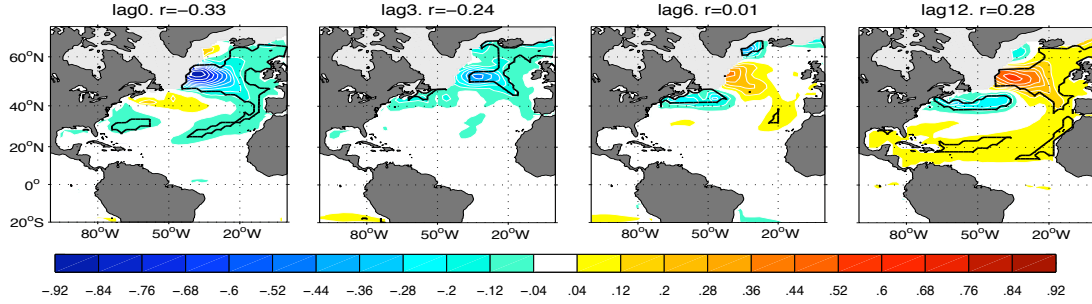 lag0. r=−0.33
lag3. r=−0.24
lag6. r=0.01
lag12. r=0.28
60°N
40°N
20°N
0°
20°S
80°W 50°W 20°W
80°W 50°W 20°W
80°W 50°W 20°W
80°W 50°W 20°W
−.92 −.84 −.76 −.68 −.6 −.52 −.44 −.36 −.28 −.2 −.12 −.04 .04 .12 .2 .28 .36 .44 .52 .6 .68 .76 .84 .92